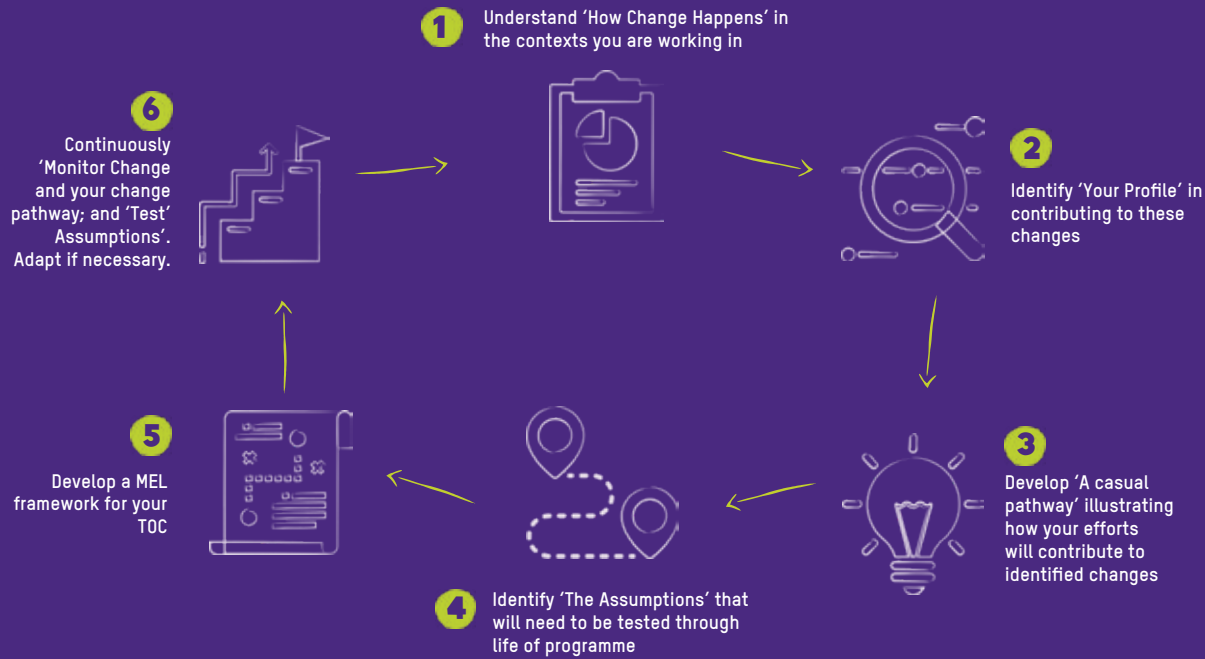 1
Understand ‘How Change Happens’ in
the contexts you are working in
2
Identify ‘Your Profile’ in
contributing to these
changes
3
Develop ‘A casual
pathway’ illustrating
how your efforts
will contribute to
identified changes
4
Identify ‘The Assumptions’ that
will need to be tested through
life of programme
5
Develop a MEL
framework for your
TOC
6
Continuously
‘Monitor Change
and your change
pathway; and ‘Test’
Assumptions’.
Adapt if necessary.